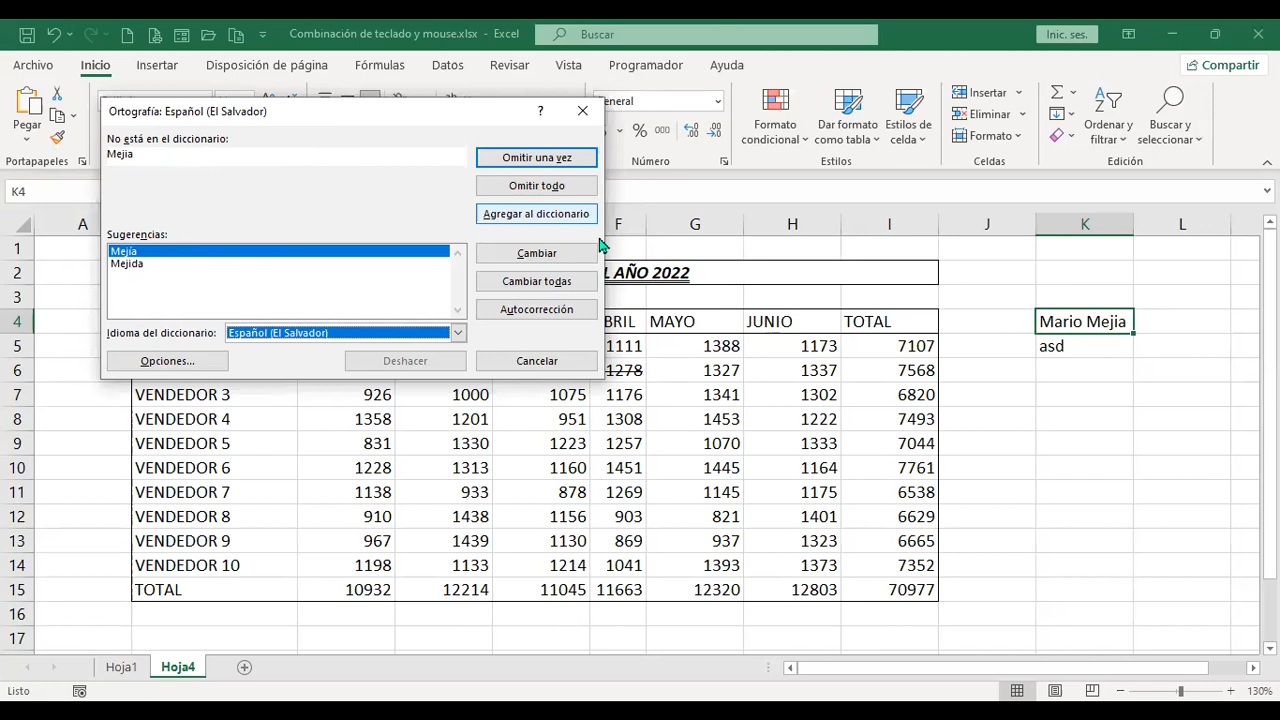 Combinación de teclado y mouse.xlsx - Excel
Buscar
Inic. ses.
Archivo Inicio Insertar Disposición de página Fórmulas Datos Revisar Vista Programador Ayuda Compartir
Pegar
Portapapeles
General
% 000
Número
Formato condicional
Dar formato como tabla
Estilos de celda
Insertar
Eliminar
Formato
Celdas
Ordenar y filtrar
Buscar y seleccionar
Edición
Ortografía: Español (El Salvador)
?
No está en el diccionario:
Mejia
Omitir una vez
Omitir todo
Agregar al diccionario
Sugerencias:
Mejía
Mejida
Cambiar
Cambiar todas
Autocorrección
Idioma del diccionario: Español (El Salvador)
Opciones... Deshacer Cancelar
K4
A F G H I J K L
1
2 L AÑO 2022
3
4 BRIL MAYO JUNIO TOTAL Mario Mejia
5 1111 1388 1173 7107 asd
6 1278 1327 1337 7568
7 VENDEDOR 3 926 1000 1075 1176 1341 1302 6820
8 VENDEDOR 4 1358 1201 951 1308 1453 1222 7493
9 VENDEDOR 5 831 1330 1223 1257 1070 1333 7044
10 VENDEDOR 6 1228 1313 1160 1451 1445 1164 7761
11 VENDEDOR 7 1138 933 878 1269 1145 1175 6538
12 VENDEDOR 8 910 1438 1156 903 821 1401 6629
13 VENDEDOR 9 967 1439 1130 869 937 1323 6665
14 VENDEDOR 10 1198 1133 1214 1041 1393 1373 7352
15 TOTAL 10932 12214 11045 11663 12320 12803 70977
16
17
Hoja1 Hoja4
Listo
130%